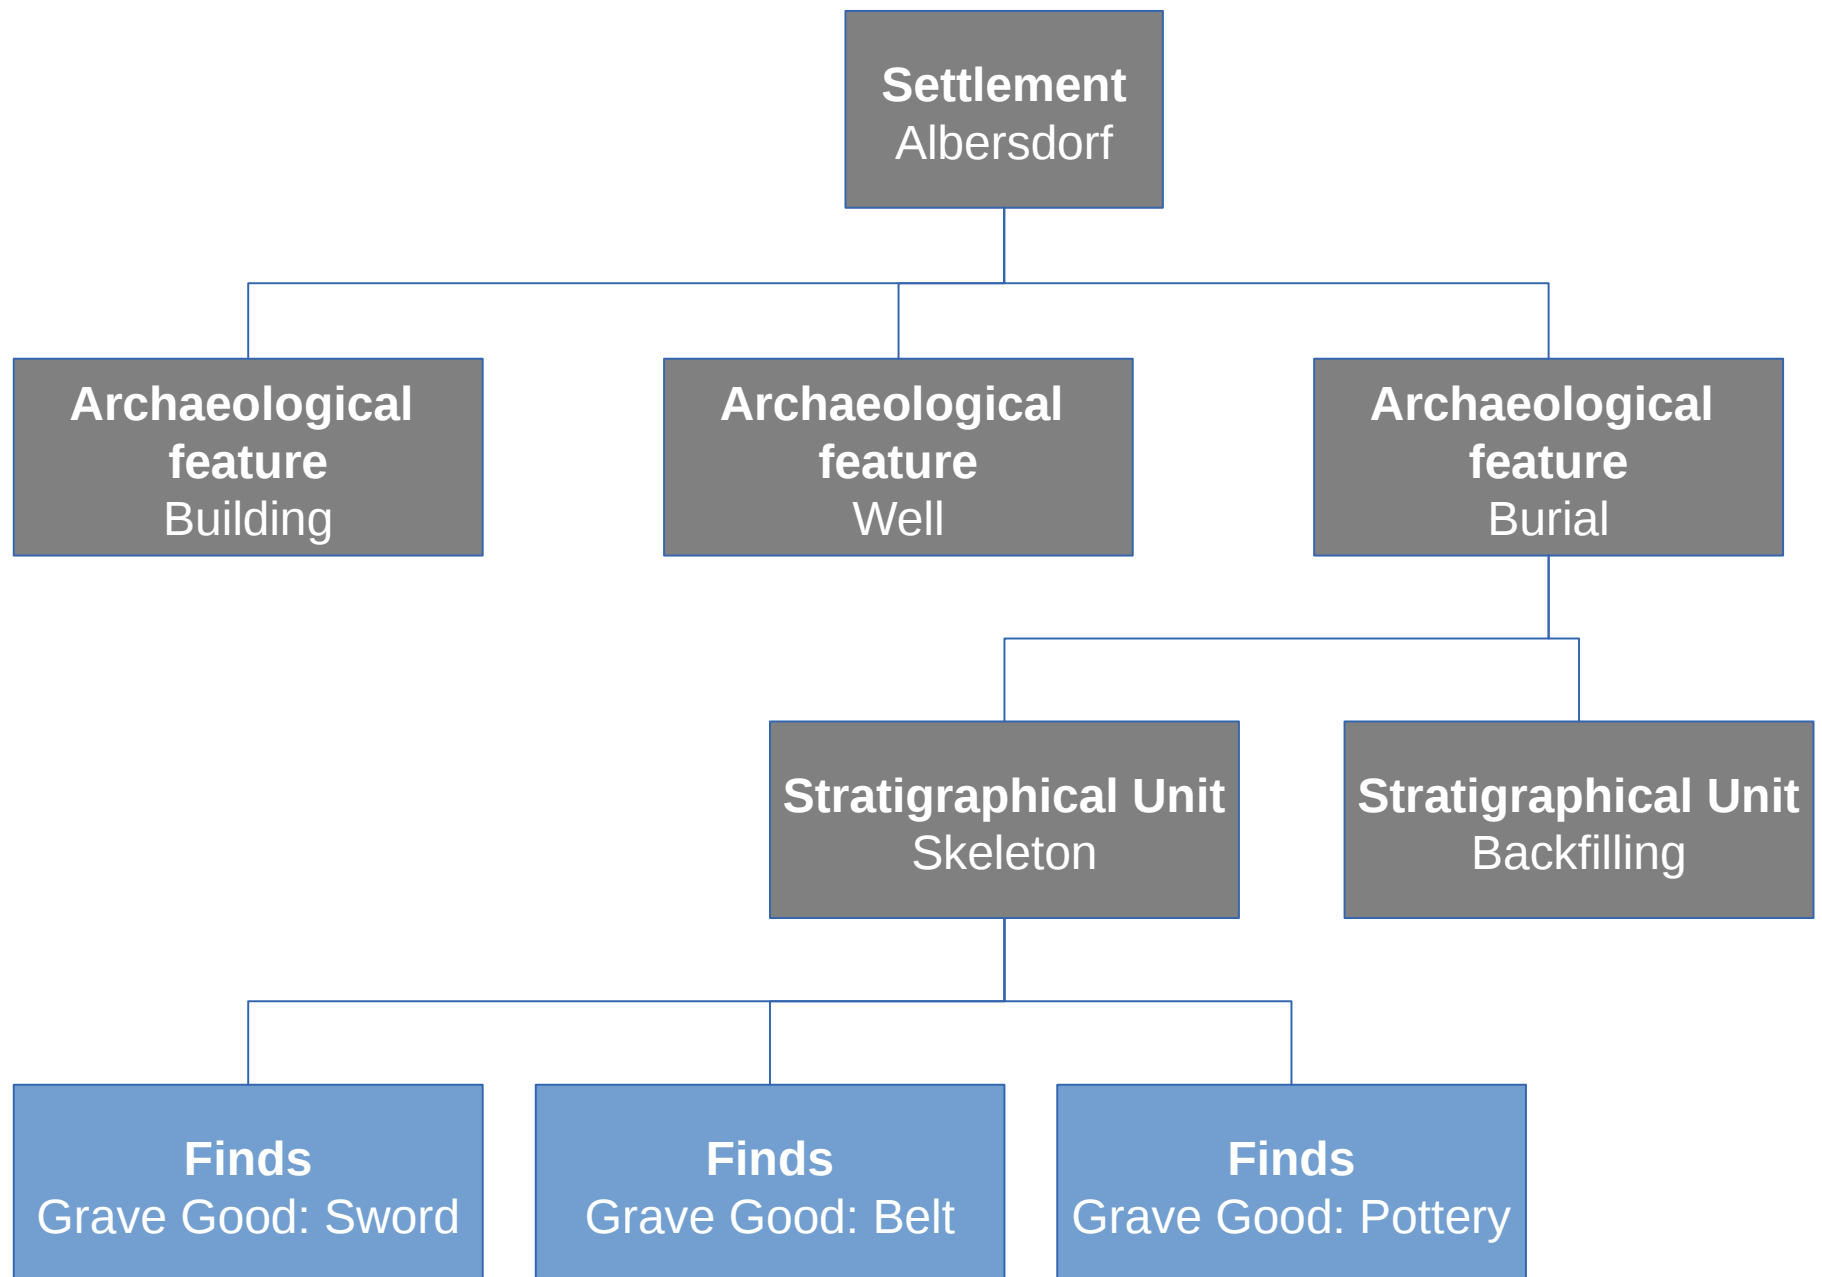 Settlement
Albersdorf
Archaeological
feature
Building
Archaeological
feature
Well
Archaeological
feature
Burial
Stratigraphical Unit
Skeleton
Stratigraphical Unit
Backfilling
Finds
Grave Good: Sword
Finds
Grave Good: Belt
Finds
Grave Good: Pottery